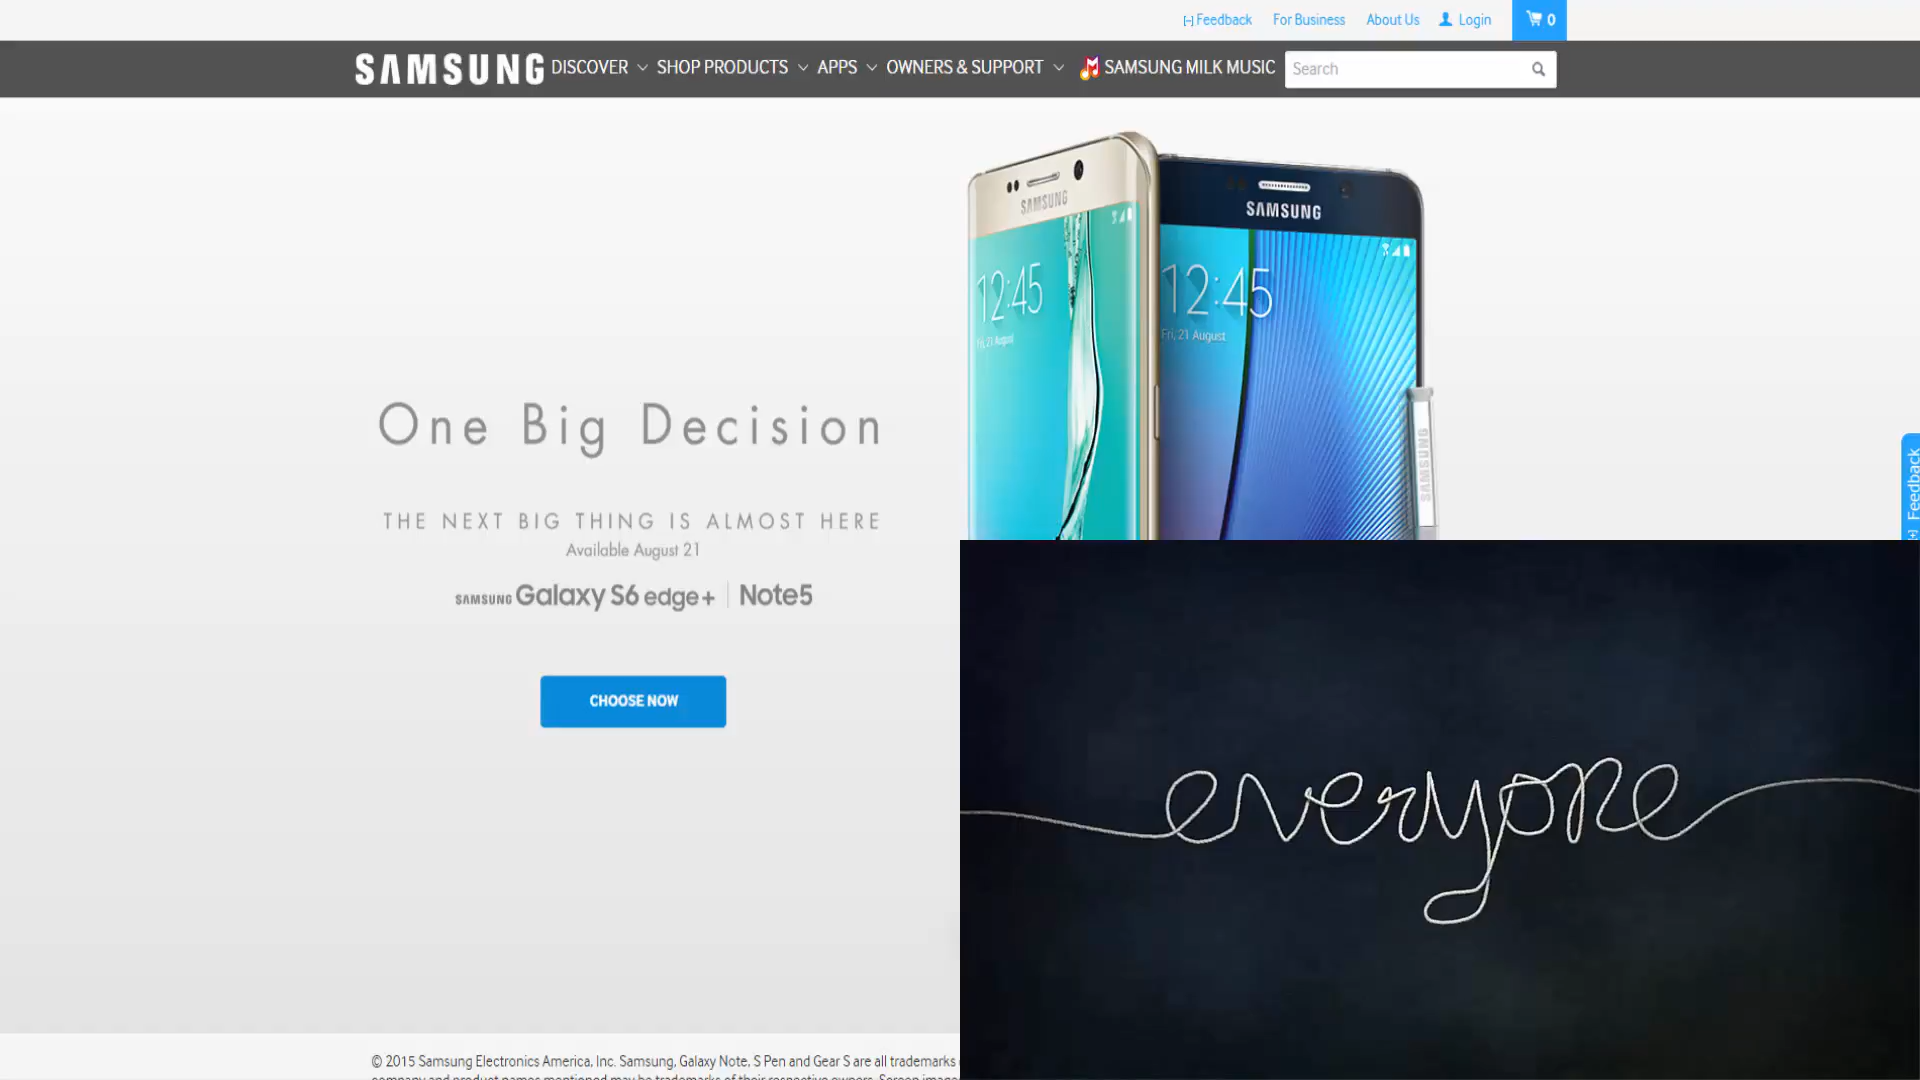 [-] Feedback For Business About Us Login 0
SAMSUNG DISCOVER SHOP PRODUCTS APPS OWNERS & SUPPORT SAMSUNG MILK MUSIC Search
SAMSUNG
SAMSUNG
12:45
Fri, 21 August
12:45
Fri, 21 August
SAMSUNG
One Big Decision
THE NEXT BIG THING IS ALMOST HERE
Available August 21
SAMSUNG Galaxy S6 edge+ | Note5
CHOOSE NOW
[+] Feedback
everyone
© 2015 Samsung Electronics America, Inc. Samsung, Galaxy Note, S Pen and Gear S are all trademarks
company and product names mentioned may be trademarks of their respective owners. Screen image